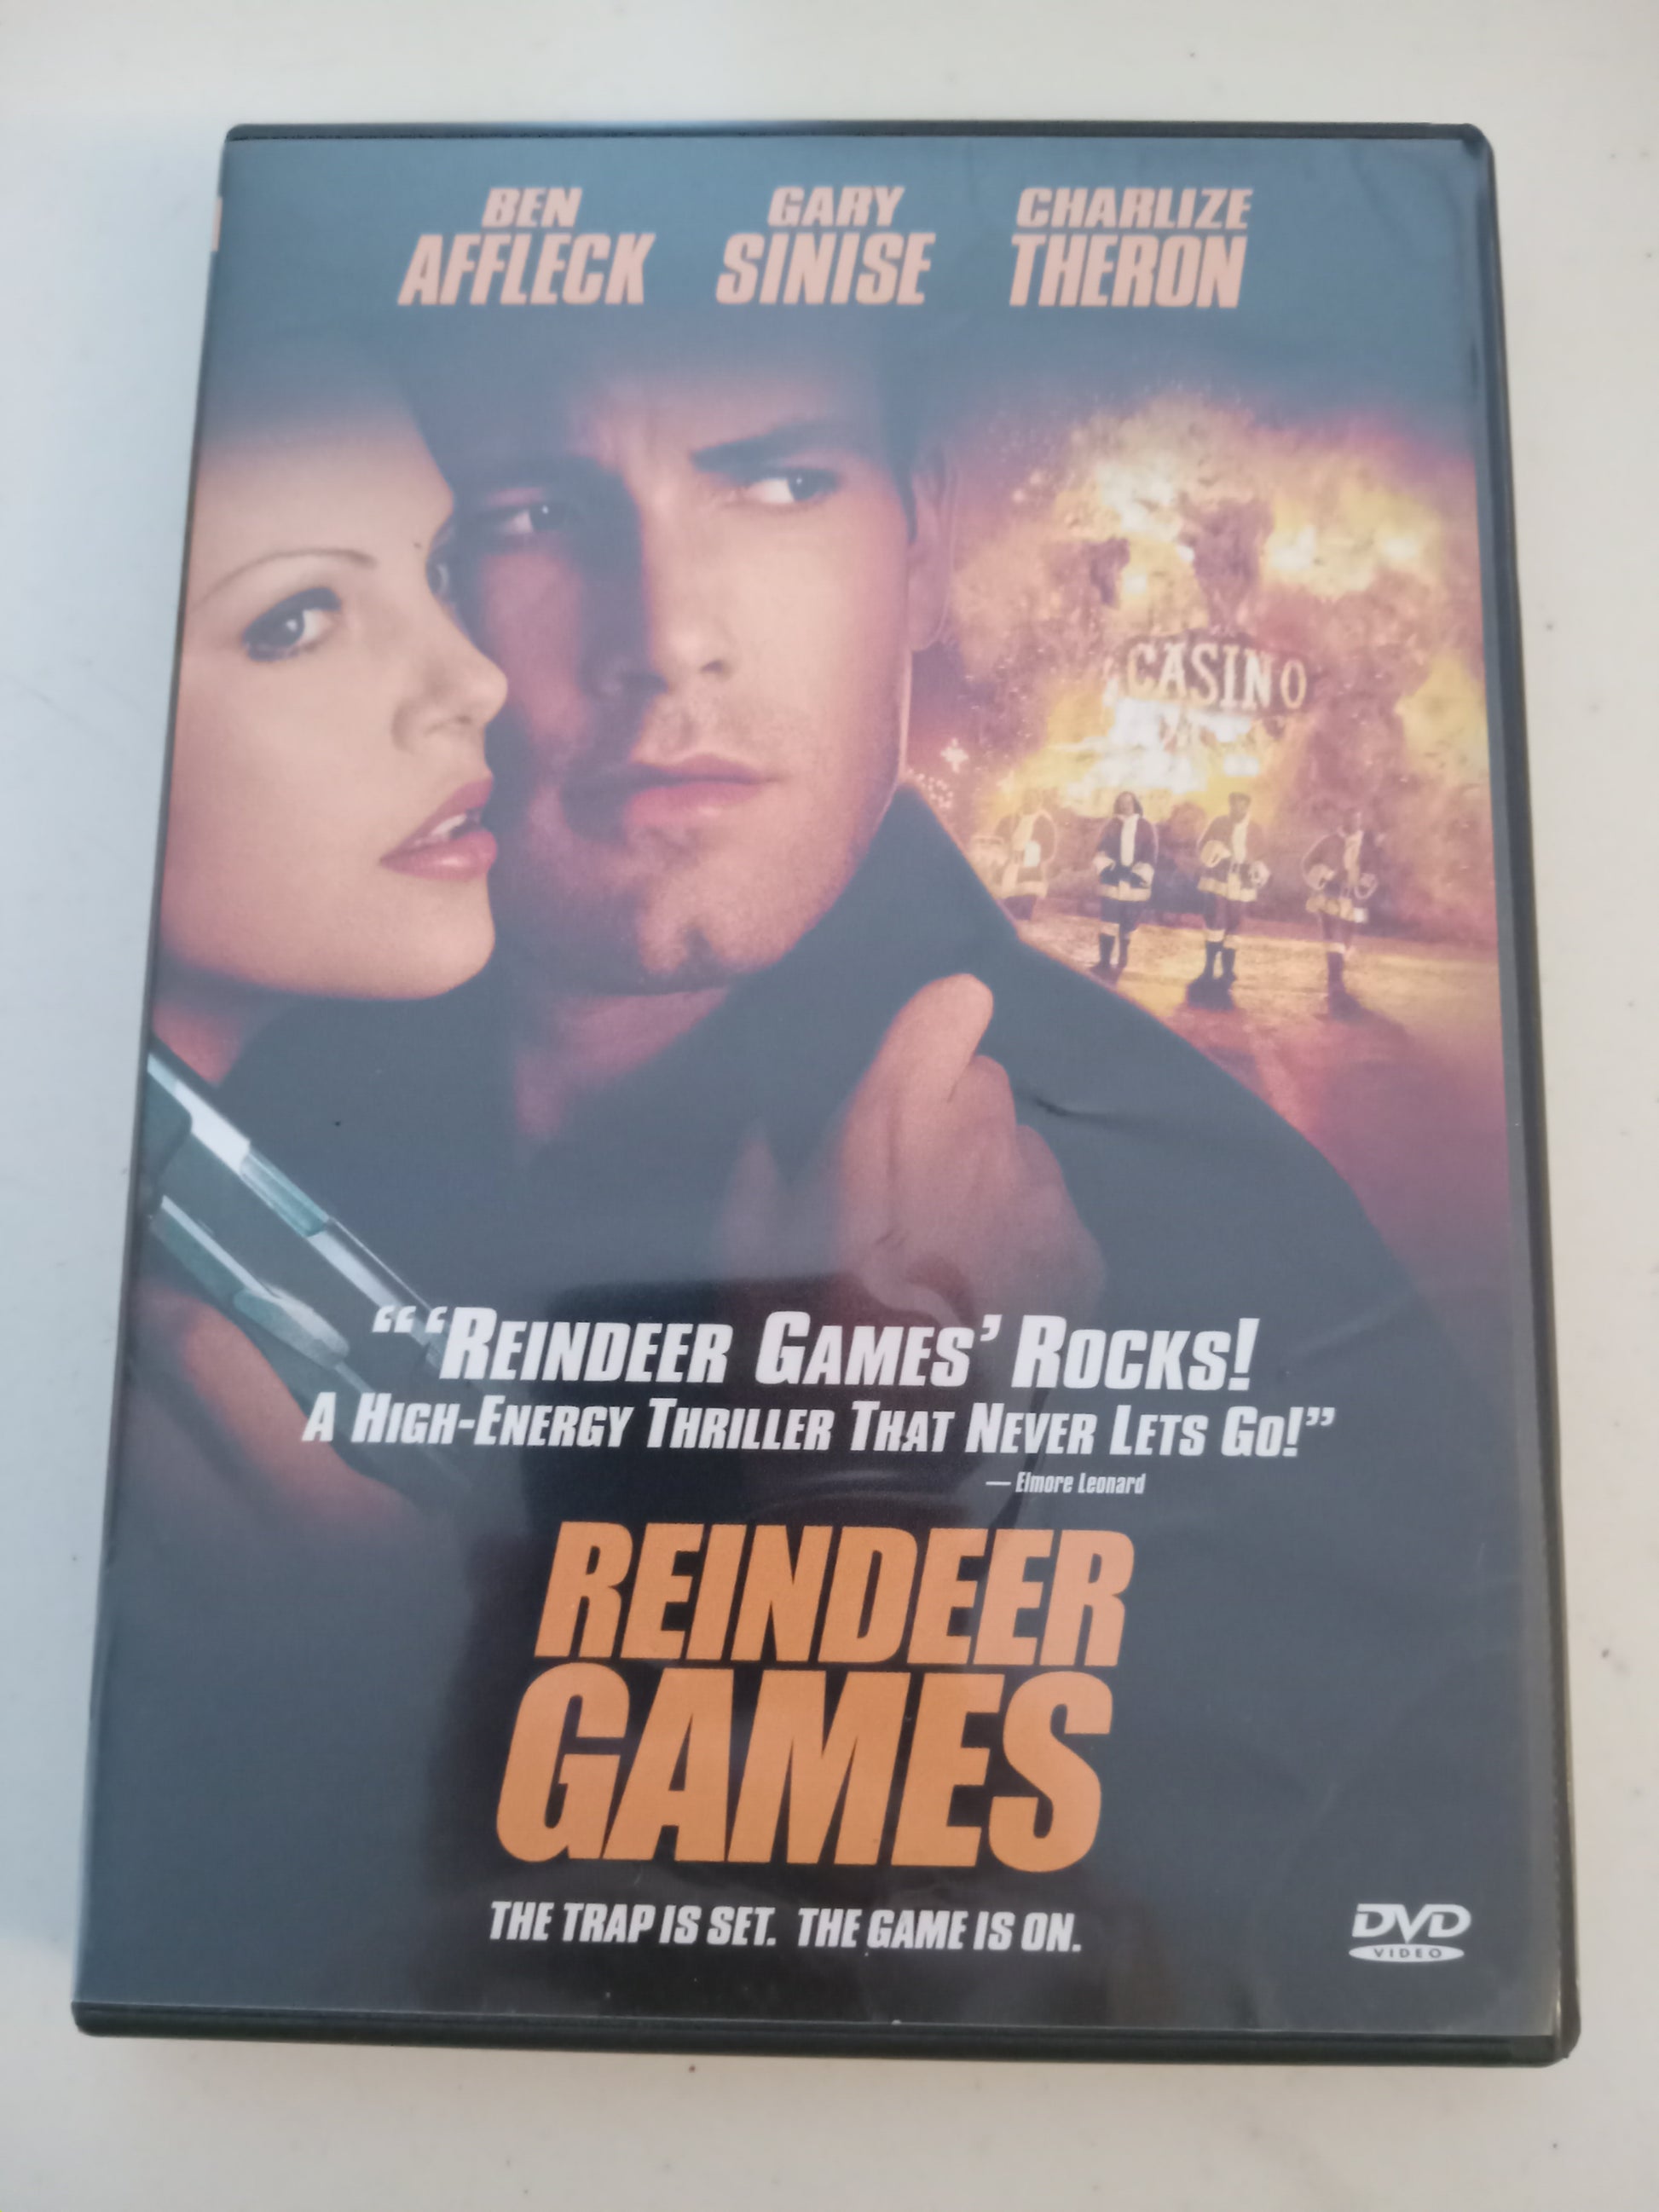 BEN GARY CHARLIZE
AFFLECK SINISE THERON
CASINO
“‘REINDEER GAMES’ ROCKS!
A HIGH-ENERGY THRILLER THAT NEVER LETS GO!”
— Elmore Leonard
REINDEER
GAMES
THE TRAP IS SET. THE GAME IS ON.
DVD
VIDEO